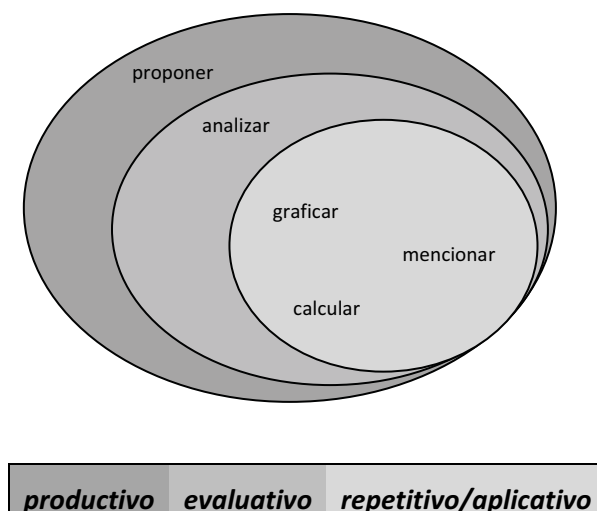 proponer
analizar
graficar
mencionar
calcular
productivo evaluativo repetitivo/aplicativo